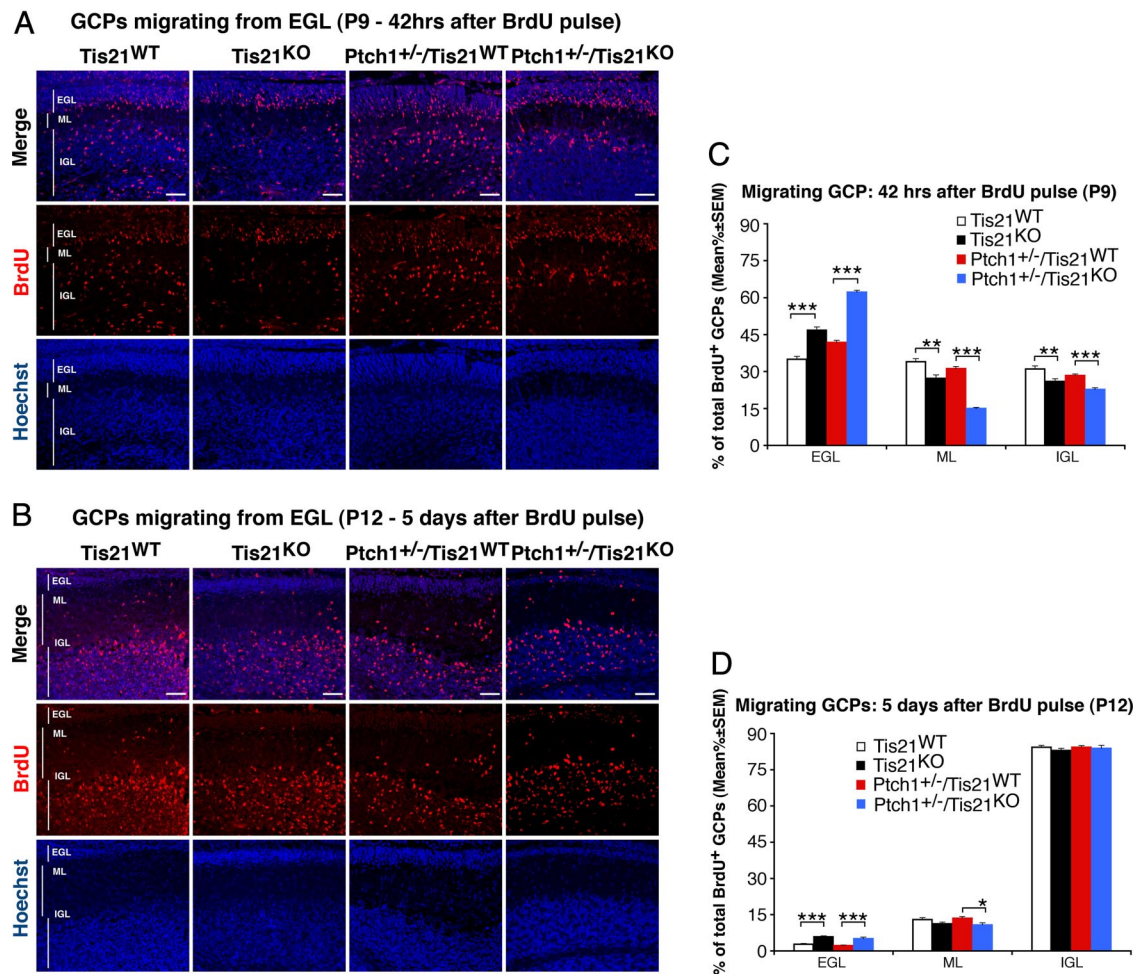 A
GCPs migrating from EGL (P9 - 42hrs after BrdU pulse)
Tis21WT Tis21KO Ptch1+/-/Tis21WT Ptch1+/-/Tis21KO
Merge
EGL
ML
IGL
BrdU
EGL
ML
IGL
Hoechst
EGL
ML
IGL
B
GCPs migrating from EGL (P12 - 5 days after BrdU pulse)
Tis21WT Tis21KO Ptch1+/-/Tis21WT Ptch1+/-/Tis21KO
Merge
EGL
ML
IGL
BrdU
EGL
ML
IGL
Hoechst
EGL
ML
IGL
C
Migrating GCP: 42 hrs after BrdU pulse (P9)
% of total BrdU+ GCPs (Mean%±SEM)
90
75
60
45
30
15
0
Tis21WT
Tis21KO
Ptch1+/-/Tis21WT
Ptch1+/-/Tis21KO
*** *** ** *** ** ***
EGL ML IGL
D
Migrating GCPs: 5 days after BrdU pulse (P12)
% of total BrdU+ GCPs (Mean%±SEM)
90
75
60
45
30
15
0
Tis21WT
Tis21KO
Ptch1+/-/Tis21WT
Ptch1+/-/Tis21KO
*** *** *
EGL ML IGL